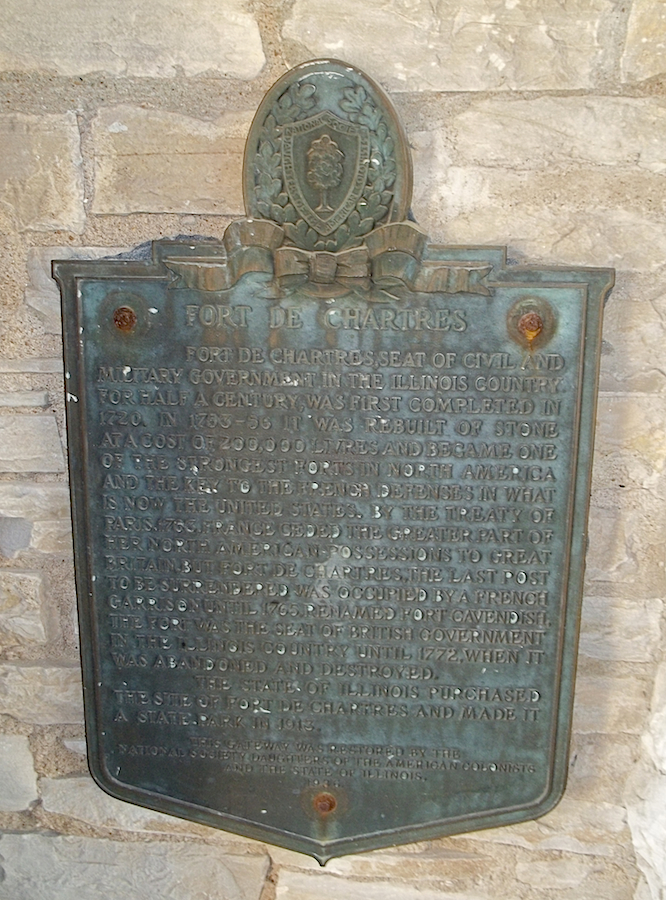 NATIONAL SOCIETY
FORT DE CHARTRES
FORT DE CHARTRES, SEAT OF CIVIL AND
MILITARY GOVERNMENT IN THE ILLINOIS COUNTRY
FOR HALF A CENTURY, WAS FIRST COMPLETED IN
1720. IN 1753-56 IT WAS REBUILT OF STONE
AT A COST OF 200,000 LIVRES AND BECAME ONE
OF THE STRONGEST FORTS IN NORTH AMERICA
AND THE KEY TO THE FRENCH DEFENSES IN WHAT
IS NOW THE UNITED STATES. BY THE TREATY OF
PARIS, 1763, FRANCE CEDED THE GREATER PART OF
HER NORTH AMERICAN POSSESSIONS TO GREAT
BRITAIN BUT FORT DE CHARTRES, THE LAST POST
TO BE SURRENDERED WAS OCCUPIED BY A FRENCH
GARRISON UNTIL 1765. RENAMED FORT CAVENDISH,
THE FORT WAS THE SEAT OF BRITISH GOVERNMENT
IN THE ILLINOIS COUNTRY UNTIL 1772, WHEN IT
WAS ABANDONED AND DESTROYED.
THE STATE OF ILLINOIS PURCHASED
THE SITE OF FORT DE CHARTRES AND MADE IT
A STATE PARK IN 1913.
THIS GATEWAY WAS RESTORED BY THE
NATIONAL SOCIETY DAUGHTERS OF THE AMERICAN COLONISTS
AND THE STATE OF ILLINOIS.